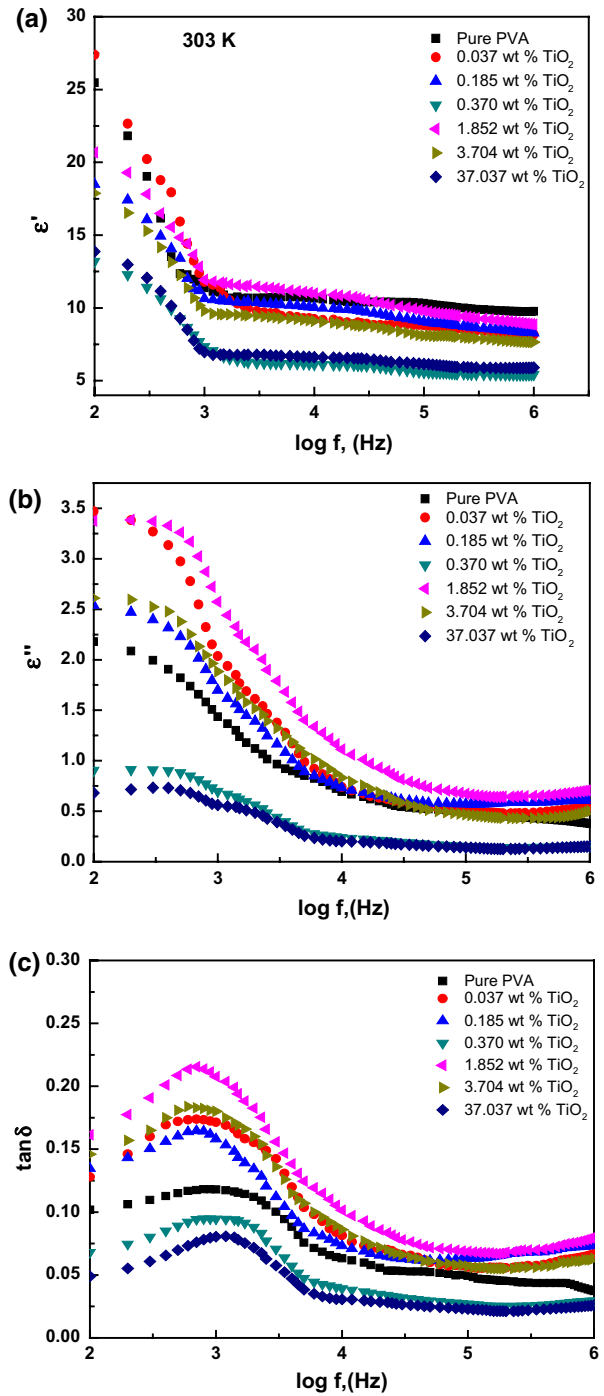 (a)
303 K
Pure PVA
0.037 wt % TiO₂
0.185 wt % TiO₂
0.370 wt % TiO₂
1.852 wt % TiO₂
3.704 wt % TiO₂
37.037 wt % TiO₂
ε'
25
20
15
10
5
2 3 4 5 6
log f, (Hz)
(b)
Pure PVA
0.037 wt % TiO₂
0.185 wt % TiO₂
0.370 wt % TiO₂
1.852 wt % TiO₂
3.704 wt % TiO₂
37.037 wt % TiO₂
ε''
3.5
3.0
2.5
2.0
1.5
1.0
0.5
0.0
2 3 4 5 6
log f,(Hz)
(c)
Pure PVA
0.037 wt % TiO₂
0.185 wt % TiO₂
0.370 wt % TiO₂
1.852 wt % TiO₂
3.704 wt % TiO₂
37.037 wt % TiO₂
tanδ
0.30
0.25
0.20
0.15
0.10
0.05
0.00
2 3 4 5 6
log f,(Hz)